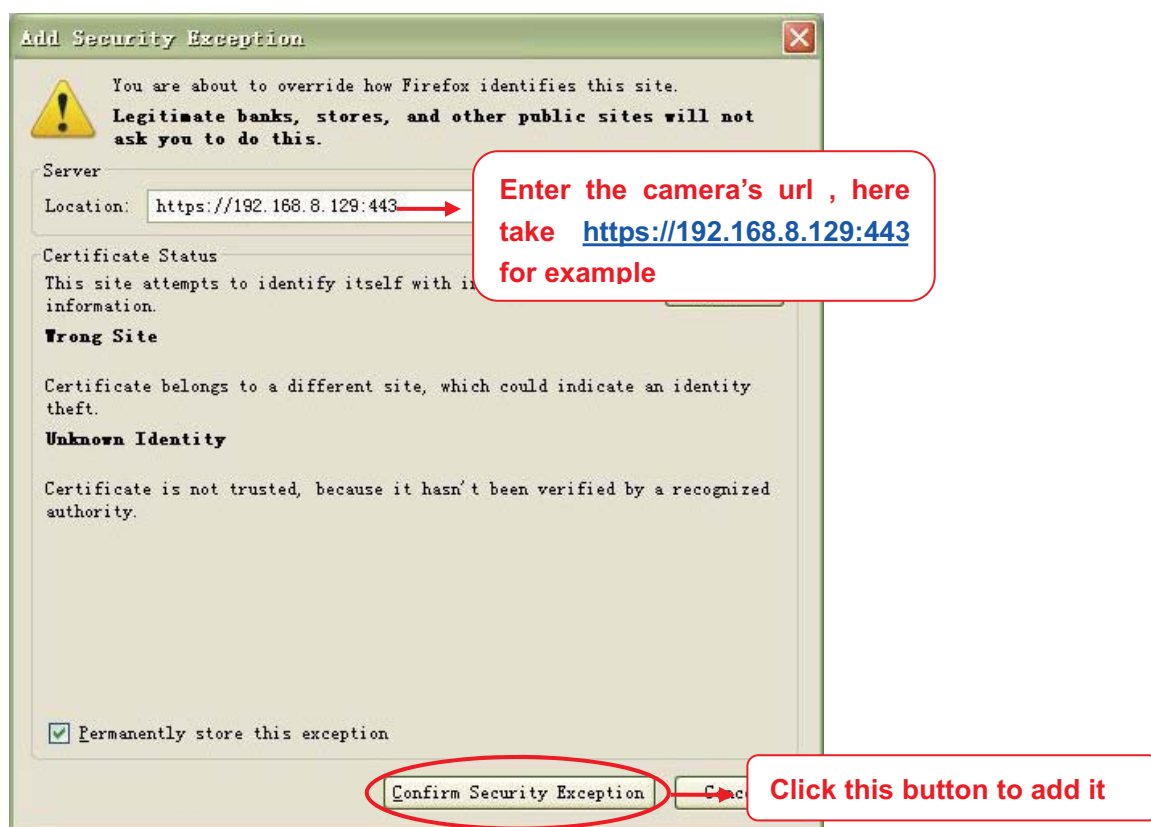 Add Security Exception
You are about to override how Firefox identifies this site.
Legitimate banks, stores, and other public sites will not
ask you to do this.
Server
Location: https://192.168.8.129:443
Enter the camera's url , here
take https://192.168.8.129:443
for example
Certificate Status
This site attempts to identify itself with
information.
Wrong Site
Certificate belongs to a different site, which could indicate an identity
theft.
Unknown Identity
Certificate is not trusted, because it hasn't been verified by a recognized
authority.
Permanently store this exception
Confirm Security Exception
Click this button to add it